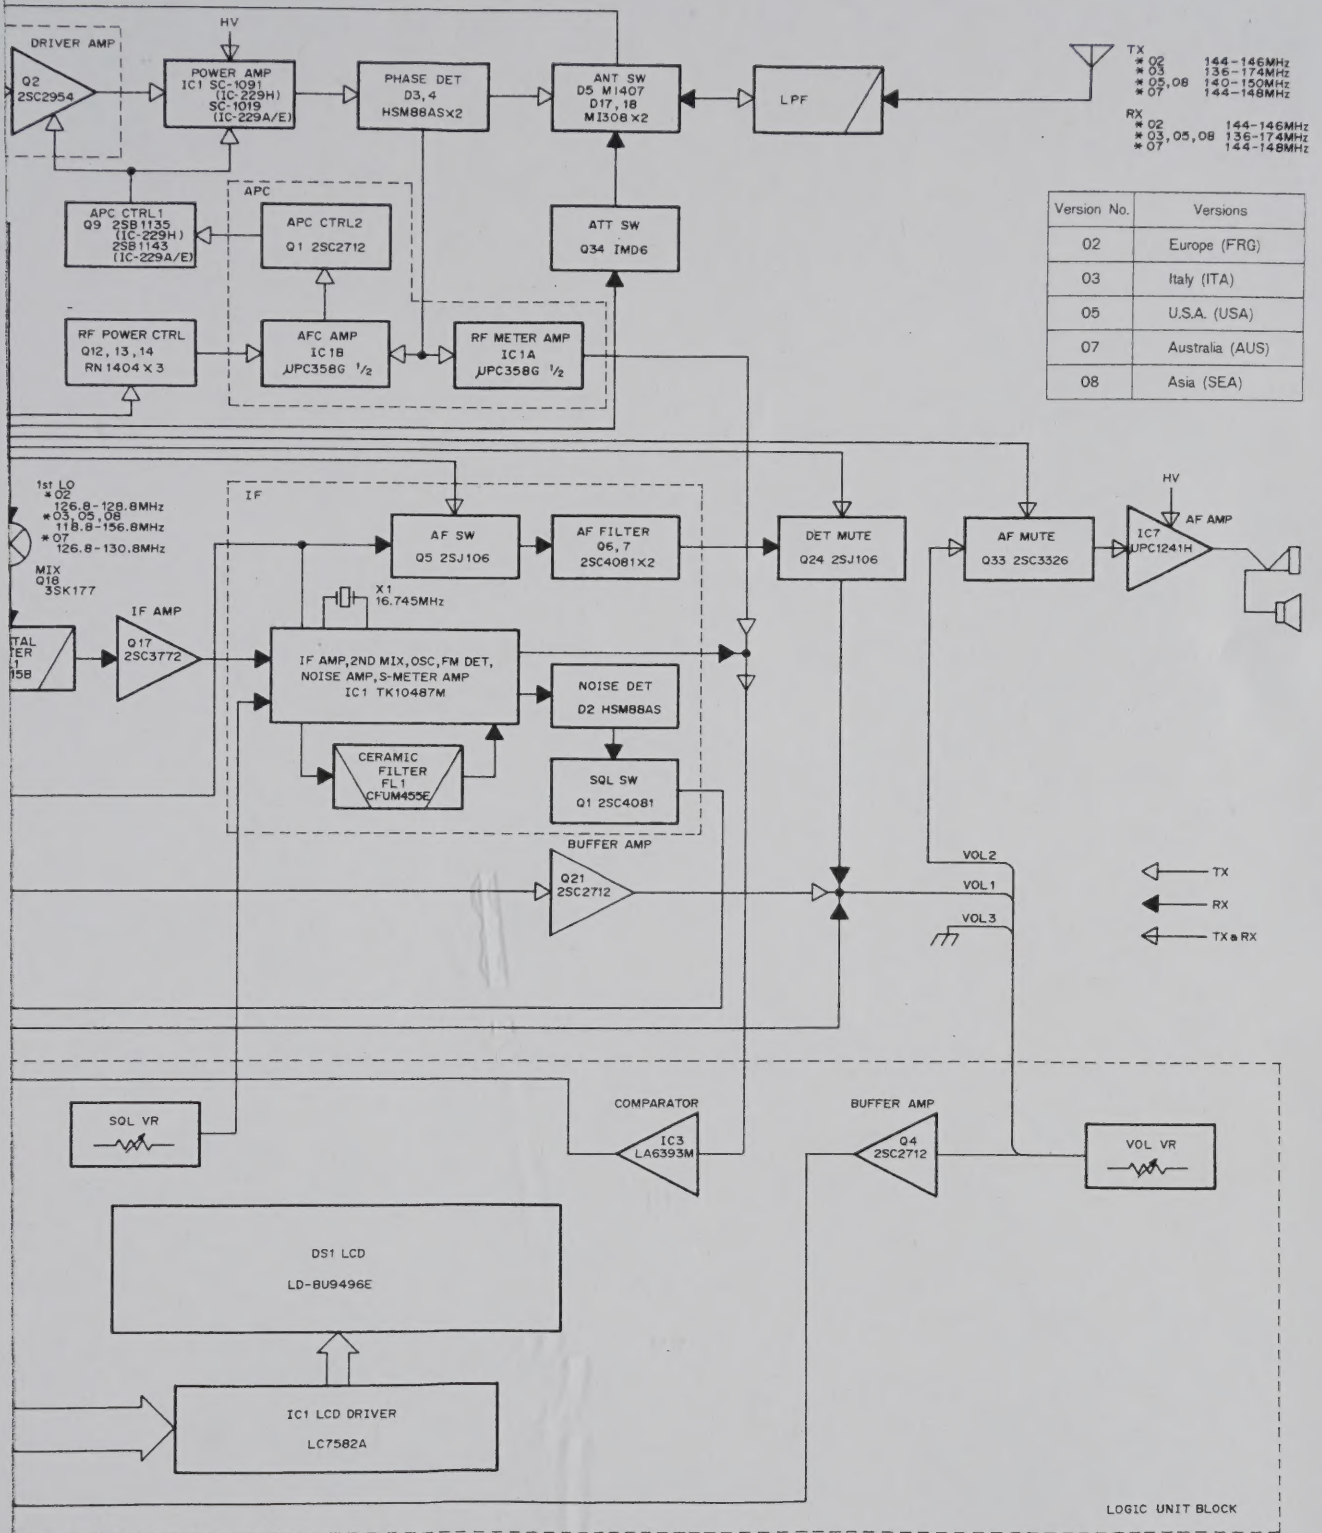 DRIVER AMP
Q2
2SC2954
HV
POWER AMP
IC1 SC-1091
(IC-229H)
SC-1019
(IC-229A/E)
PHASE DET
D3, 4
HSM88AS×2
ANT SW
D5 MI407
D17, 18
MI308×2
LPF
TX
*02 144-146MHz
*03 136-174MHz
*05,08 140-150MHz
*07 144-148MHz
RX
*02 144-146MHz
*03,05,08 136-174MHz
*07 144-148MHz
Version No. Versions
02 Europe (FRG)
03 Italy (ITA)
05 U.S.A. (USA)
07 Australia (AUS)
08 Asia (SEA)
APC
APC CTRL1
Q9 2SB1135
(IC-229H)
2SB1143
(IC-229A/E)
APC CTRL2
Q1 2SC2712
ATT SW
Q34 IMD6
RF POWER CTRL
Q12, 13, 14
RN1404×3
AFC AMP
IC1B
µPC358G 1/2
RF METER AMP
IC1A
µPC358G 1/2
1st LO
*02
126.8-128.8MHz
*03,05,08
118.8-156.8MHz
*07
126.8-130.8MHz
MIX
Q18
3SK177
IF
AF SW
Q5 2SJ106
AF FILTER
Q6, 7
2SC4081×2
DET MUTE
Q24 2SJ106
AF MUTE
Q33 2SC3326
HV
AF AMP
IC7
µPC1241H
X1
16.745MHz
IF AMP
Q17
2SC3772
TAL
TER
1
15B
IF AMP,2ND MIX,OSC,FM DET,
NOISE AMP,S-METER AMP
IC1 TK10487M
NOISE DET
D2 HSM88AS
CERAMIC
FILTER
FL1
CFUM455E
SQL SW
Q1 2SC4081
BUFFER AMP
Q21
2SC2712
VOL2
VOL1
VOL3
TX
RX
TX&RX
SQL VR
COMPARATOR
IC3
LA6393M
BUFFER AMP
Q4
2SC2712
VOL VR
DS1 LCD
LD-BU9496E
IC1 LCD DRIVER
LC7582A
LOGIC UNIT BLOCK